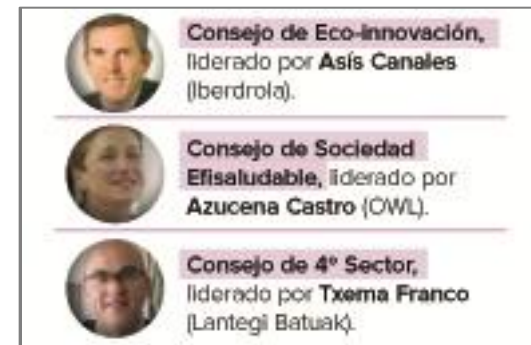 Consejo de Eco-innovación,
liderado por Asís Canales
(Iberdrola).
Consejo de Sociedad
Efisaludable, liderado por
Azucena Castro (OWL).
Consejo de 4º Sector,
liderado por Txema Franco
(Lantegi Batuak).